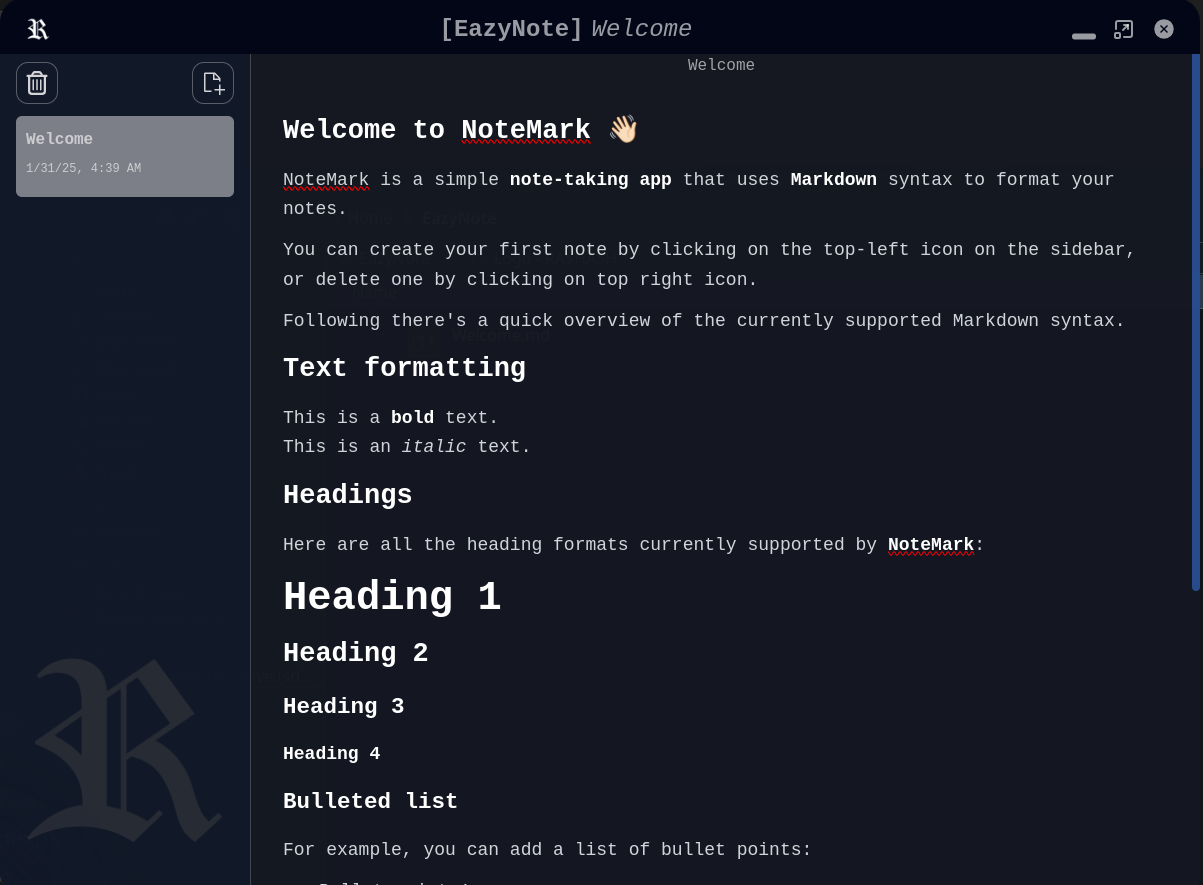 R
[EazyNote] Welcome
Welcome
1/31/25, 4:39 AM
Welcome
Welcome to NoteMark 👋🏻
NoteMark is a simple note-taking app that uses Markdown syntax to format your
notes.
You can create your first note by clicking on the top-left icon on the sidebar,
or delete one by clicking on top right icon.
Following there's a quick overview of the currently supported Markdown syntax.
Text formatting
This is a bold text.
This is an italic text.
Headings
Here are all the heading formats currently supported by NoteMark:
Heading 1
Heading 2
Heading 3
Heading 4
Bulleted list
For example, you can add a list of bullet points:
R